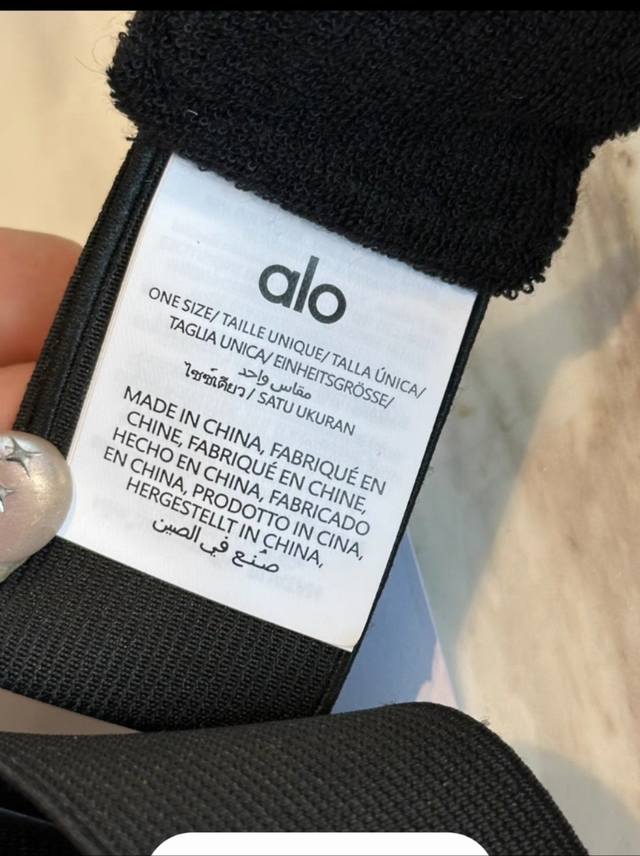 alo
ONE SIZE/ TAILLE UNIQUE/ TALLA ÚNICA/
TAGLIA UNICA/ EINHEITSGRÖSSE/
مقاس واحد
ไซซ์เดียว / SATU UKURAN
MADE IN CHINA, FABRIQUÉ EN
CHINE, FABRIQUÉ EN CHINE,
HECHO EN CHINA, FABRICADO
EN CHINA, PRODOTTO IN CINA,
HERGESTELLT IN CHINA,
صُنع في الصين